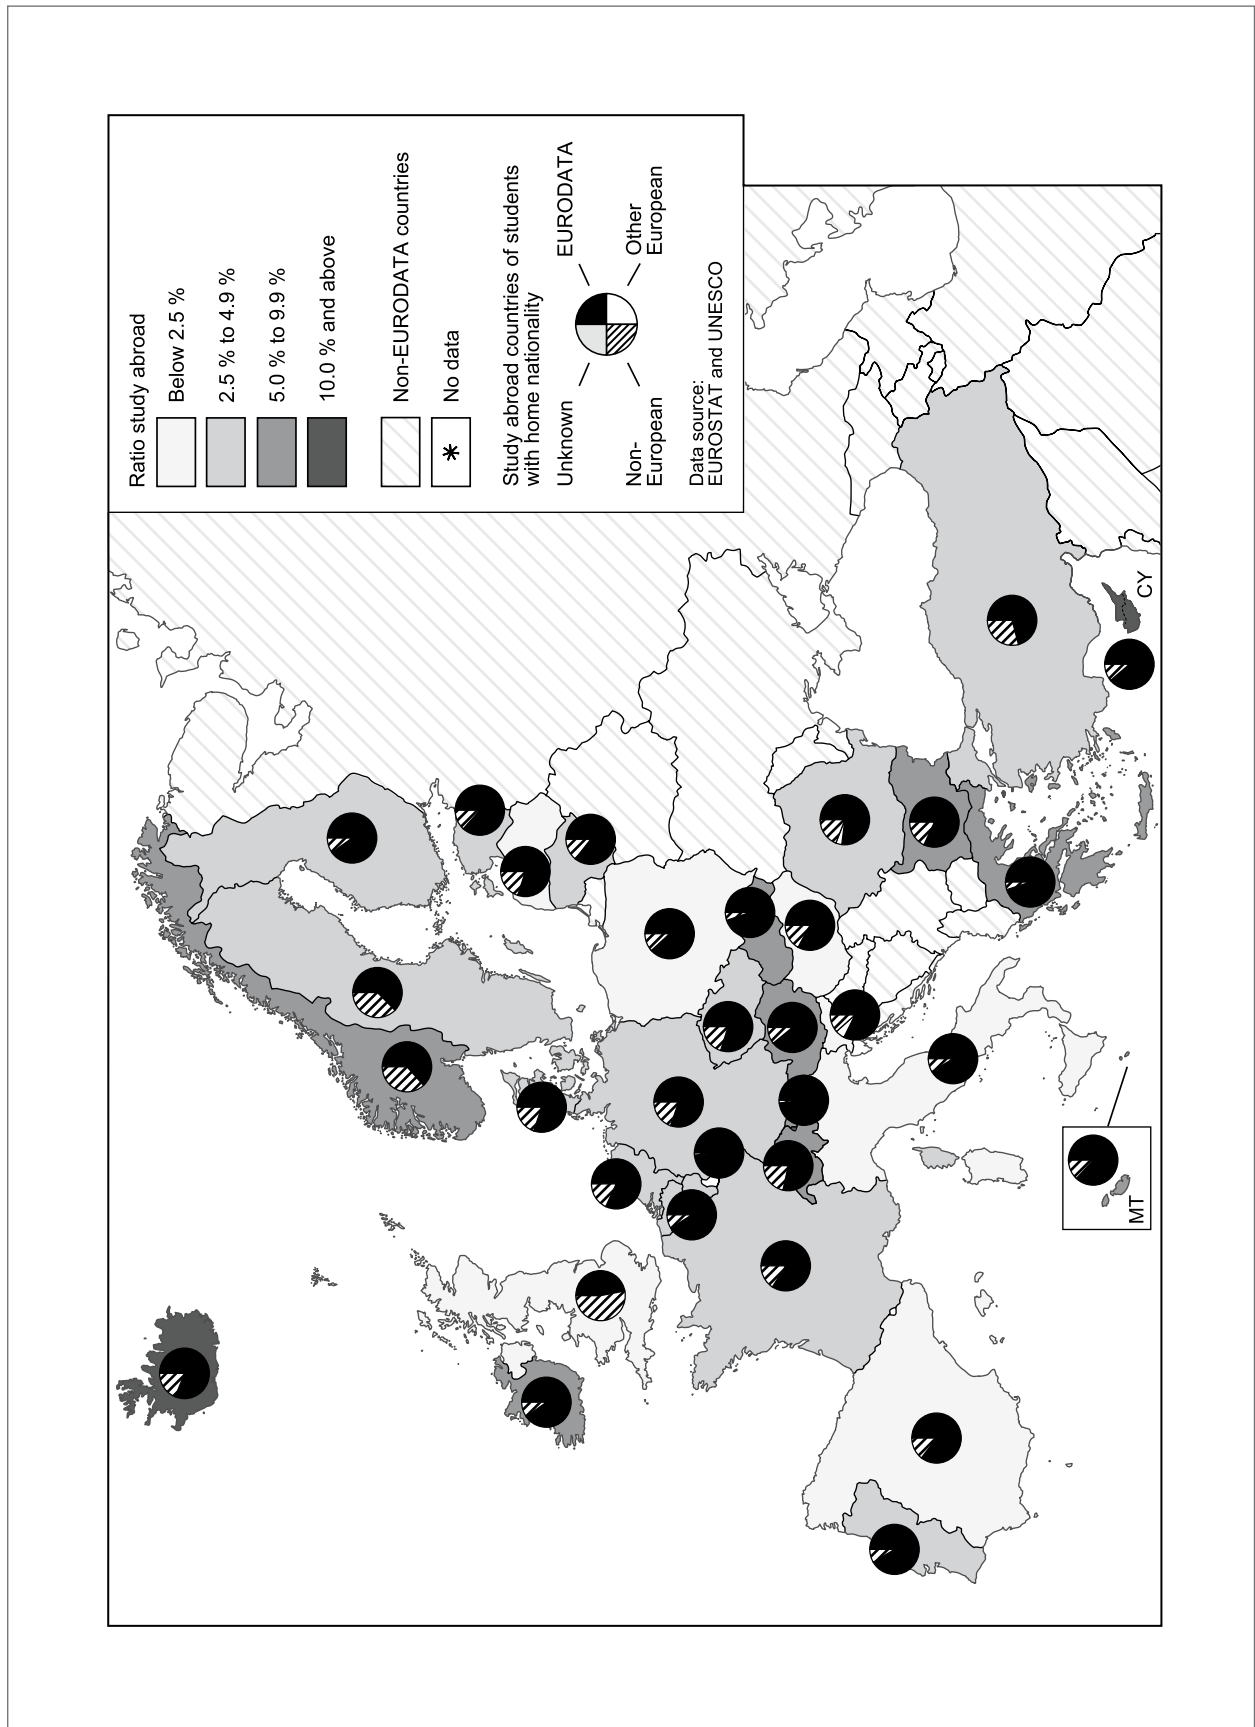 Ratio study abroad
Below 2.5 %
2.5 % to 4.9 %
5.0 % to 9.9 %
10.0 % and above
Non-EURODATA countries
*
No data
Study abroad countries of students
with home nationality
Unknown
EURODATA
Non-
European
Other
European
Data source:
EUROSTAT and UNESCO
CY
MT